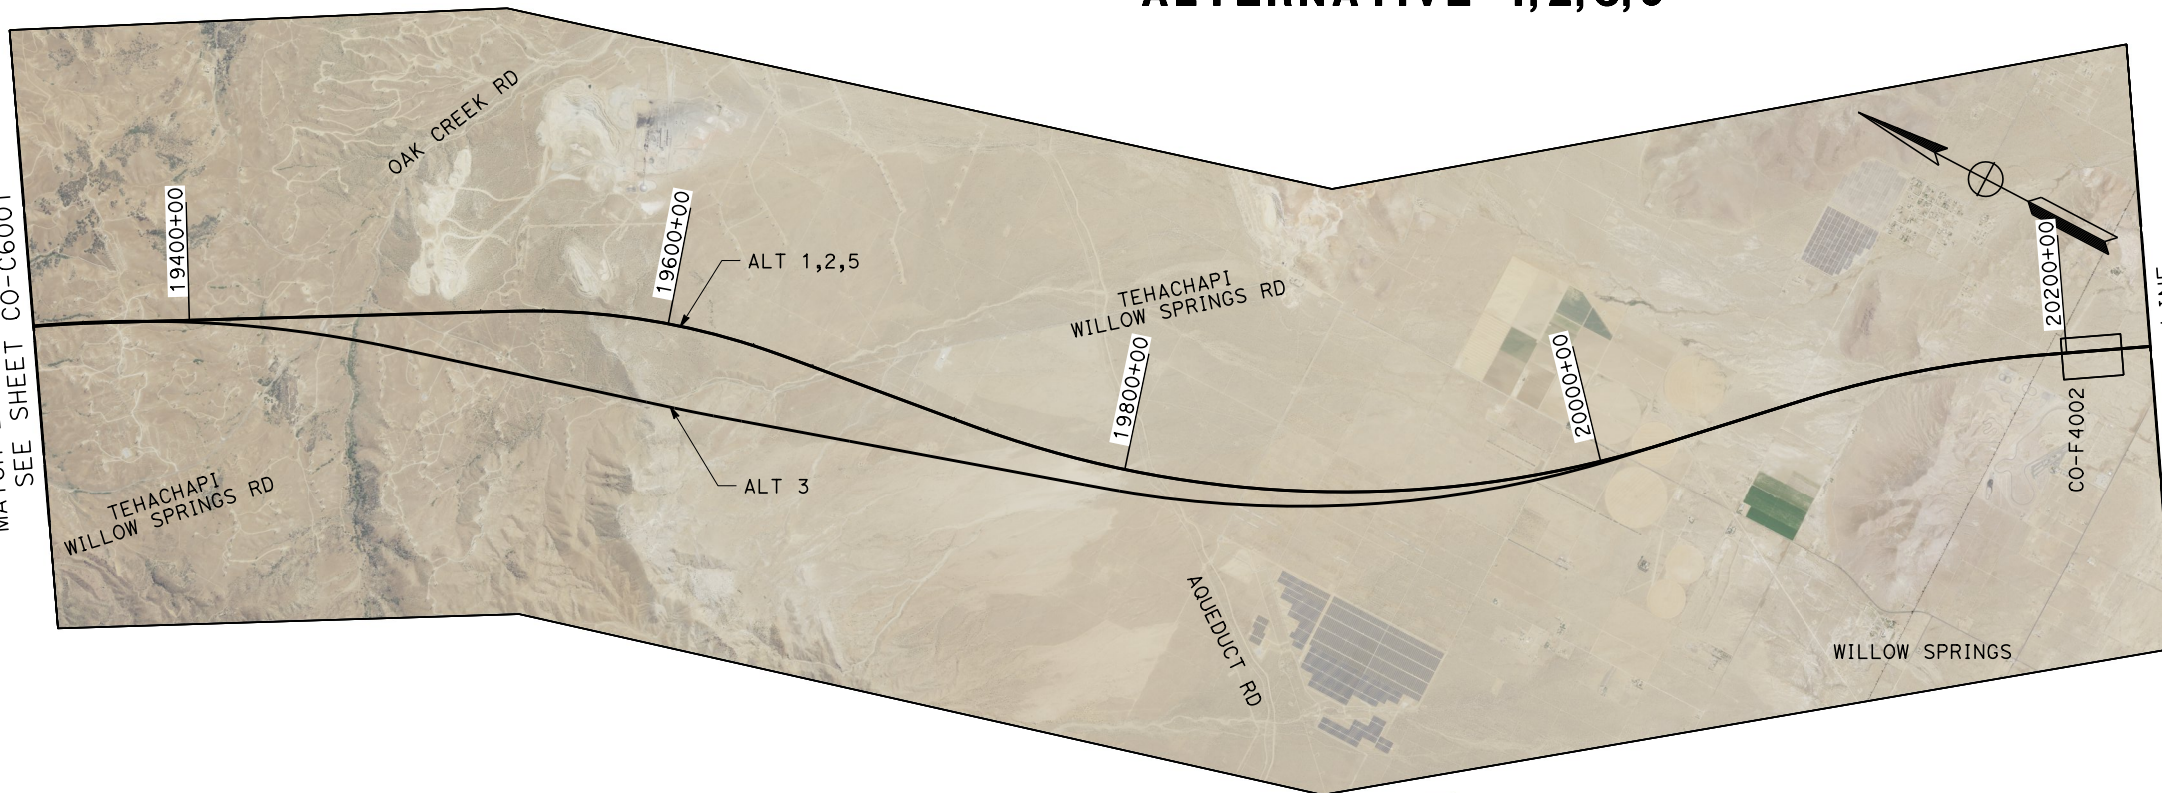 OAK CREEK RD
19400+00
19600+00
ALT 1,2,5
TEHACHAPI
WILLOW SPRINGS RD
19800+00
20000+00
20200+00
SEE SHEET CO-C6001
ALT 3
TEHACHAPI
WILLOW SPRINGS RD
AQUEDUCT RD
CO-F4002
WILLOW SPRINGS